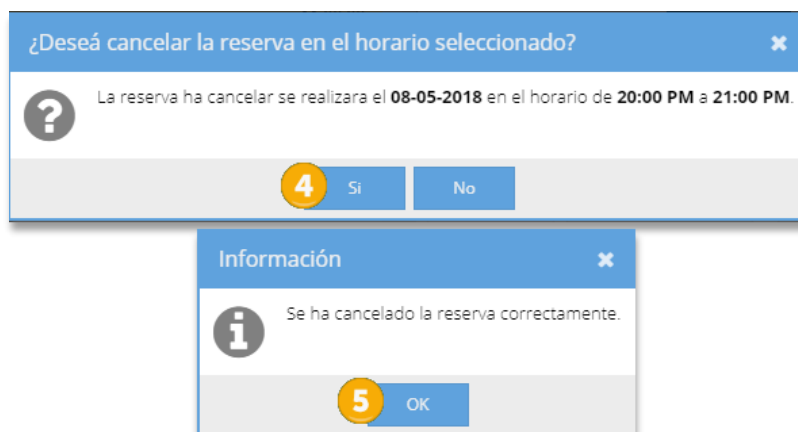 ¿Deseá cancelar la reserva en el horario seleccionado?
La reserva ha cancelar se realizara el 08-05-2018 en el horario de 20:00 PM a 21:00 PM.
4 Si No
Información
Se ha cancelado la reserva correctamente.
5 OK